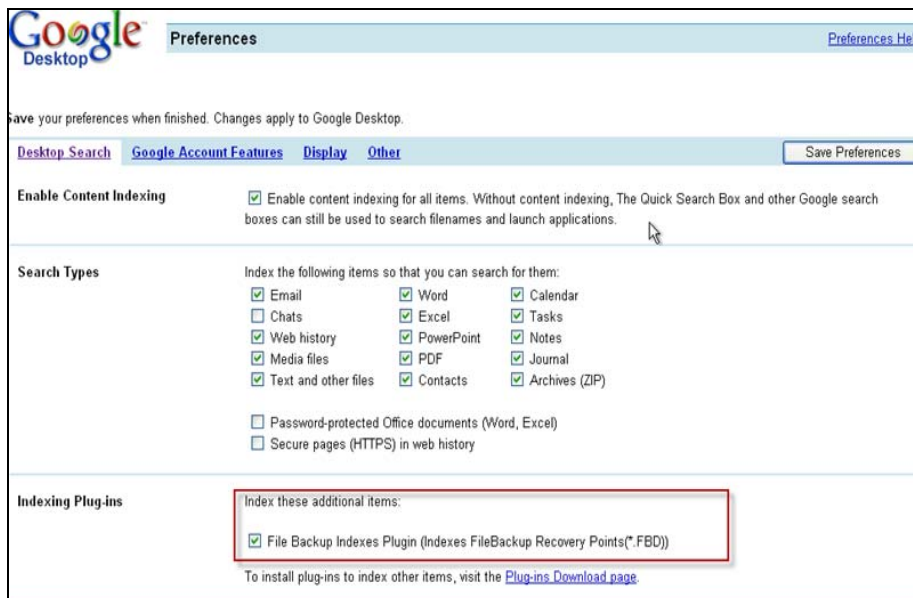 Google
Desktop
Preferences
Preferences He
Save your preferences when finished. Changes apply to Google Desktop.
Desktop Search Google Account Features Display Other Save Preferences
Enable Content Indexing
Enable content indexing for all items. Without content indexing, The Quick Search Box and other Google search
boxes can still be used to search filenames and launch applications.
Search Types
Index the following items so that you can search for them:
Email Word Calendar
Chats Excel Tasks
Web history PowerPoint Notes
Media files PDF Journal
Text and other files Contacts Archives (ZIP)
Password-protected Office documents (Word, Excel)
Secure pages (HTTPS) in web history
Indexing Plug-ins
Index these additional items:
File Backup Indexes Plugin (Indexes FileBackup Recovery Points(*.FBD))
To install plug-ins to index other items, visit the Plug-ins Download page.